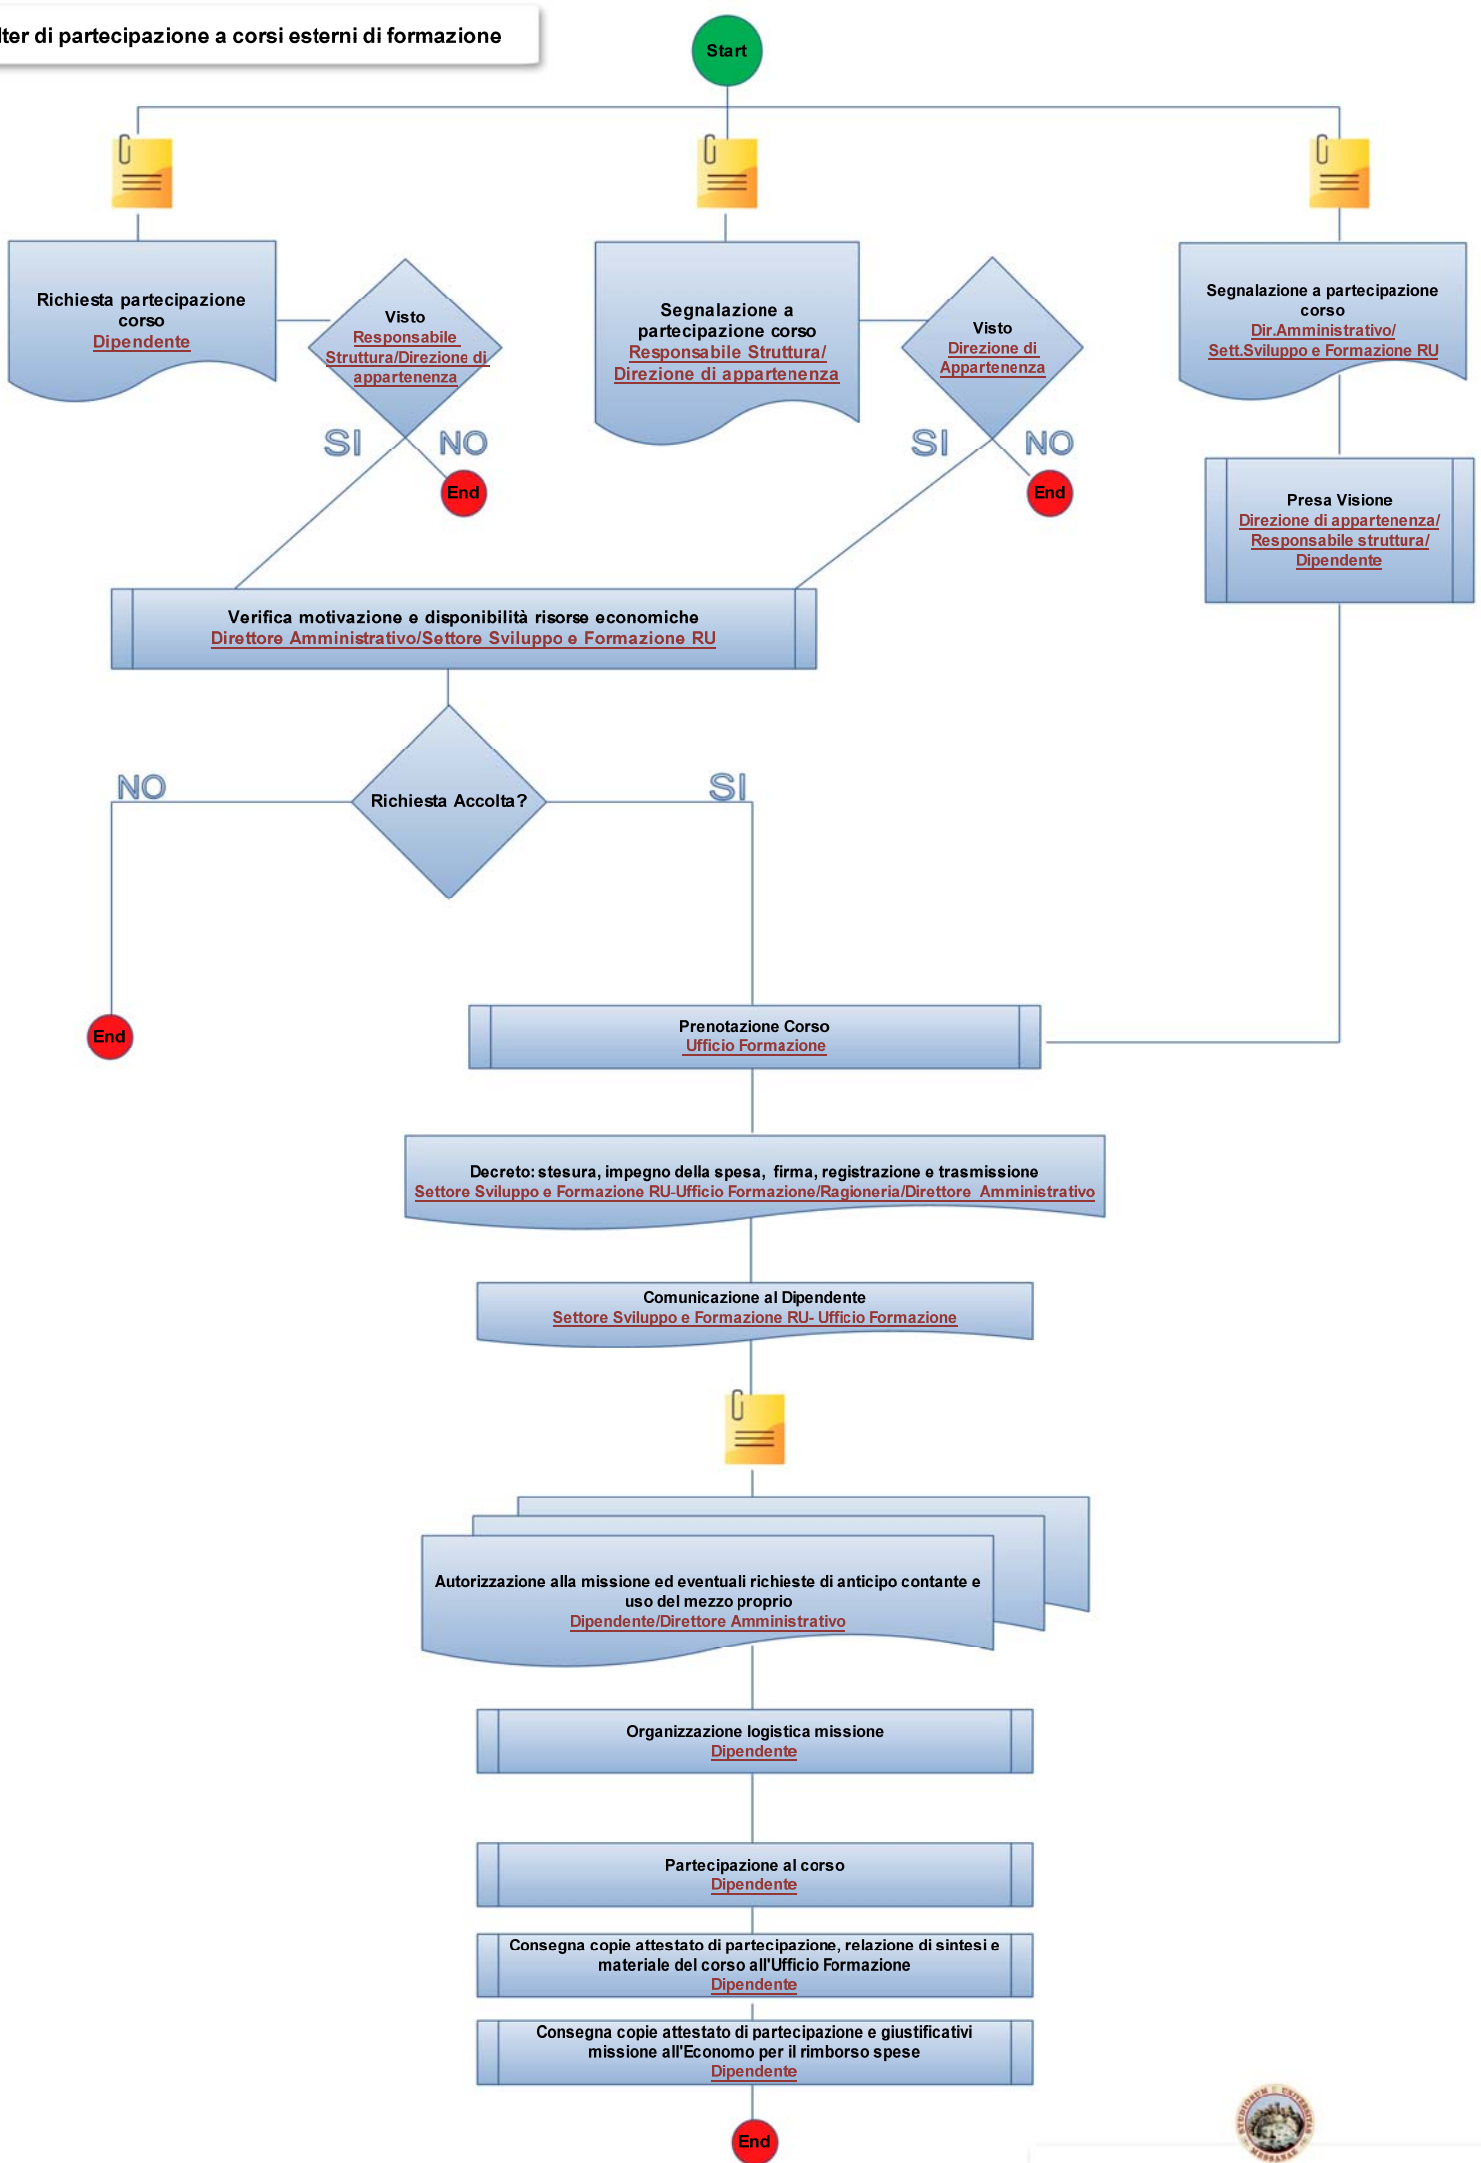 Iter di partecipazione a corsi esterni di formazione
Start
Richiesta partecipazione
corso
Dipendente
Visto
Responsabile
Struttura/Direzione di
appartenenza
SI
NO
End
Segnalazione a
partecipazione corso
Responsabile Struttura/
Direzione di appartenenza
Visto
Direzione di
Appartenenza
SI
NO
End
Segnalazione a partecipazione
corso
Dir.Amministrativo/
Sett.Sviluppo e Formazione RU
Presa Visione
Direzione di appartenenza/
Responsabile struttura/
Dipendente
Verifica motivazione e disponibilità risorse economiche
Direttore Amministrativo/Settore Sviluppo e Formazione RU
Richiesta Accolta?
NO
SI
End
Prenotazione Corso
Ufficio Formazione
Decreto: stesura, impegno della spesa, firma, registrazione e trasmissione
Settore Sviluppo e Formazione RU-Ufficio Formazione/Ragioneria/Direttore Amministrativo
Comunicazione al Dipendente
Settore Sviluppo e Formazione RU- Ufficio Formazione
Autorizzazione alla missione ed eventuali richieste di anticipo contante e
uso del mezzo proprio
Dipendente/Direttore Amministrativo
Organizzazione logistica missione
Dipendente
Partecipazione al corso
Dipendente
Consegna copie attestato di partecipazione, relazione di sintesi e
materiale del corso all'Ufficio Formazione
Dipendente
Consegna copie attestato di partecipazione e giustificativi
missione all'Economo per il rimborso spese
Dipendente
End
STUDIORUM UNIVERSITAS
MESSANAE